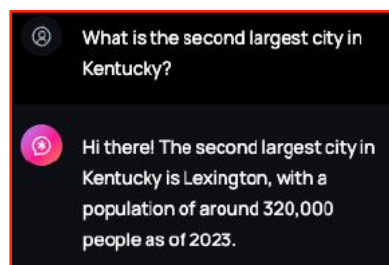 What is the second largest city in
Kentucky?
Hi there! The second largest city in
Kentucky is Lexington, with a
population of around 320,000
people as of 2023.